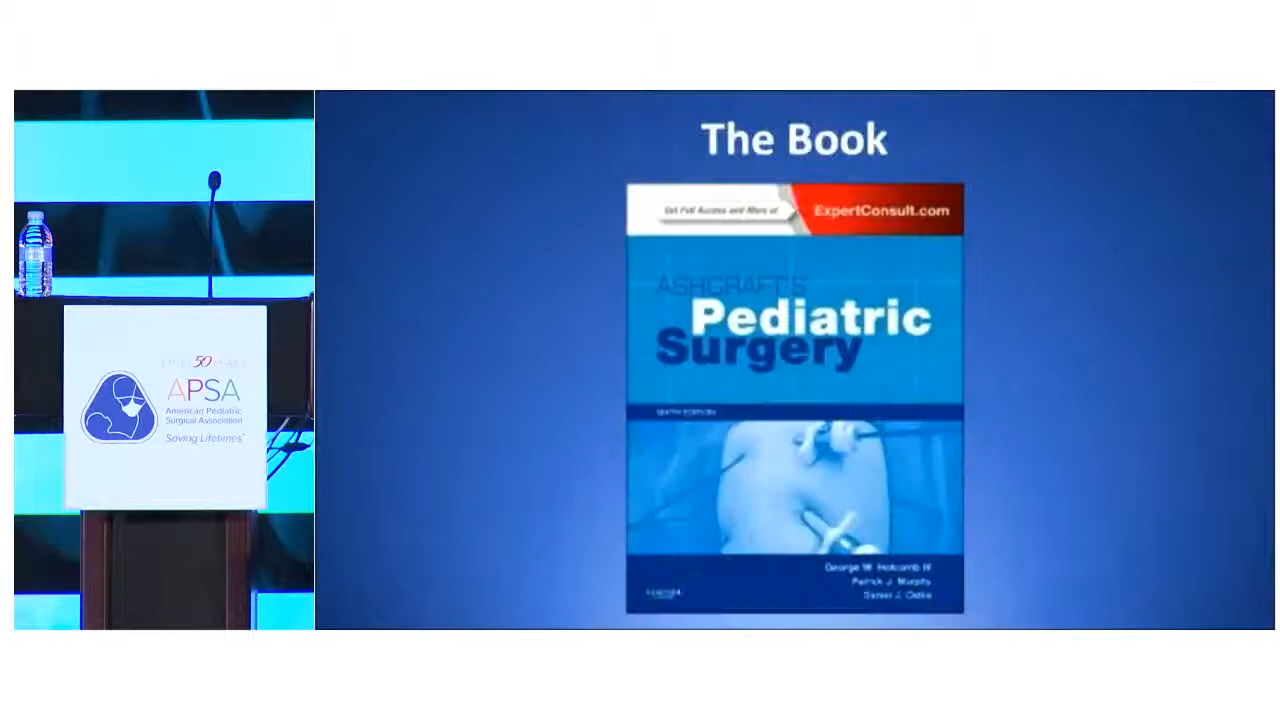 50
APSA
American Pediatric
Surgical Association
Saving Lifetimes
The Book
Get Full Access and More at
ExpertConsult.com
ASHCRAFT'S
Pediatric
Surgery
SIXTH EDITION
George W. Holcomb III
Patrick J. Murphy
Daniel J. Ostlie
ELSEVIER